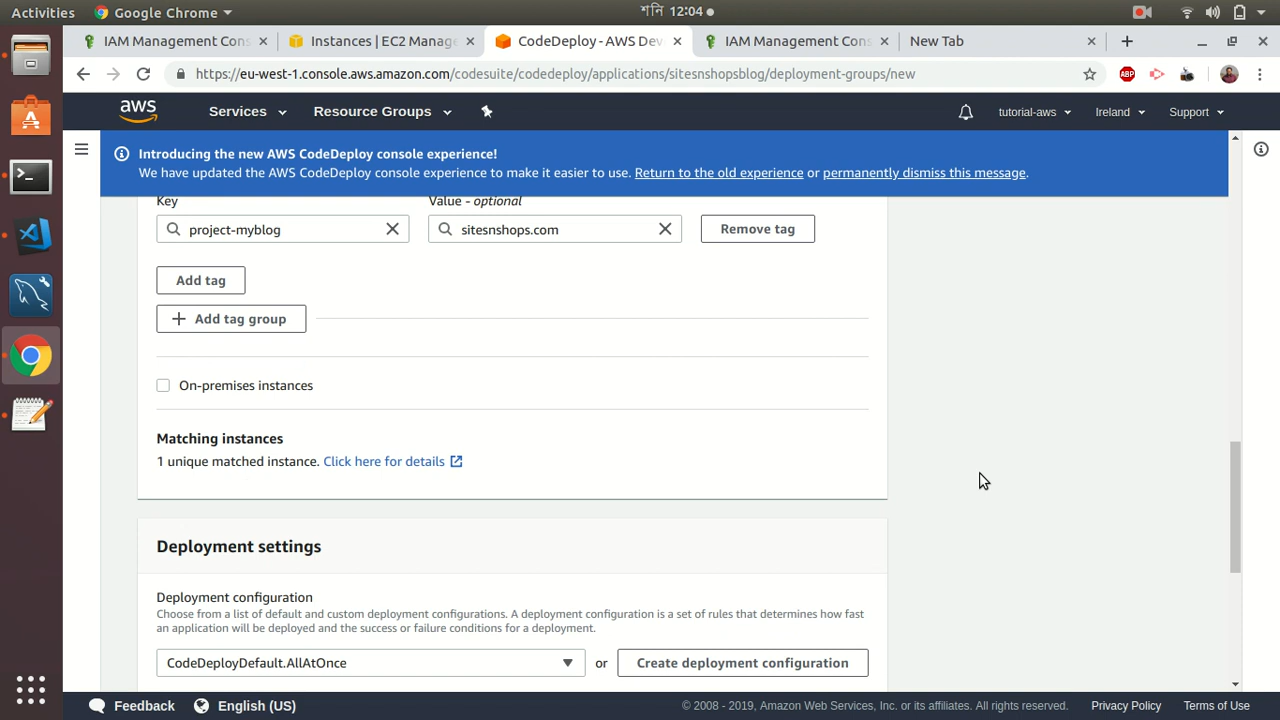 Activities
Google Chrome
শনি 12:04
IAM Management Cons
Instances | EC2 Manage
CodeDeploy - AWS Dev
IAM Management Cons
New Tab
https://eu-west-1.console.aws.amazon.com/codesuite/codedeploy/applications/sitesnshopsblog/deployment-groups/new
ABP
aws
Services
Resource Groups
tutorial-aws
Ireland
Support
Introducing the new AWS CodeDeploy console experience!
We have updated the AWS CodeDeploy console experience to make it easier to use. Return to the old experience or permanently dismiss this message.
Key
Value - optional
project-myblog
sitesnshops.com
Remove tag
Add tag
Add tag group
On-premises instances
Matching instances
1 unique matched instance. Click here for details
Deployment settings
Deployment configuration
Choose from a list of default and custom deployment configurations. A deployment configuration is a set of rules that determines how fast
an application will be deployed and the success or failure conditions for a deployment.
CodeDeployDefault.AllAtOnce
or
Create deployment configuration
Feedback
English (US)
© 2008 - 2019, Amazon Web Services, Inc. or its affiliates. All rights reserved.
Privacy Policy
Terms of Use